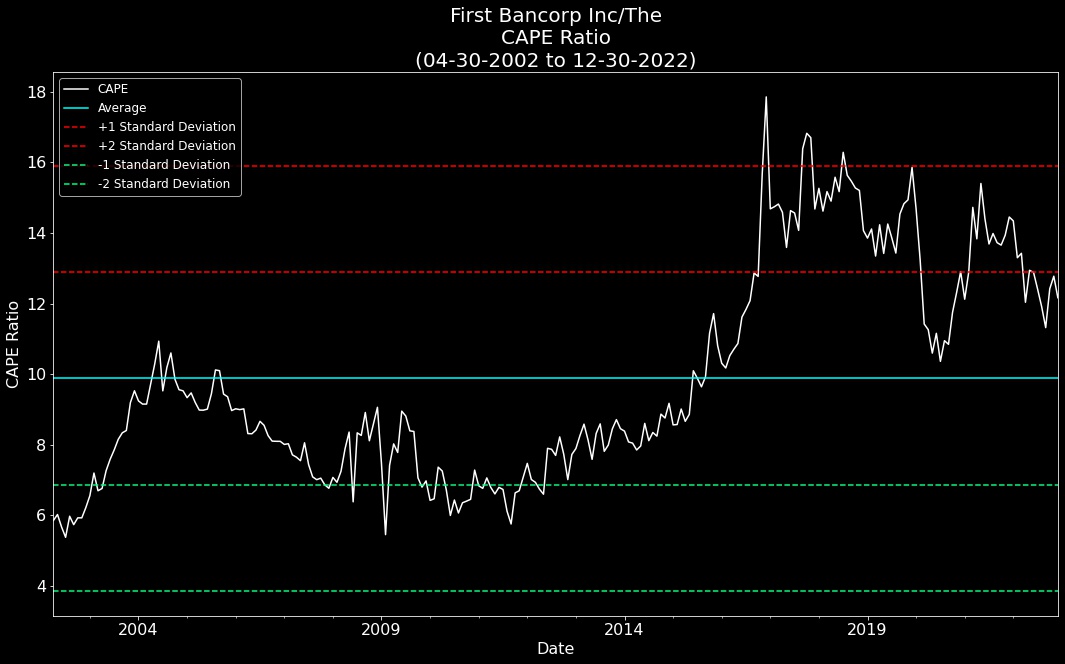 First Bancorp Inc/The
CAPE Ratio
(04-30-2002 to 12-30-2022)
CAPE
Average
+1 Standard Deviation
+2 Standard Deviation
-1 Standard Deviation
-2 Standard Deviation
18
16
14
12
10
8
6
4
CAPE Ratio
2004
2009
2014
2019
Date